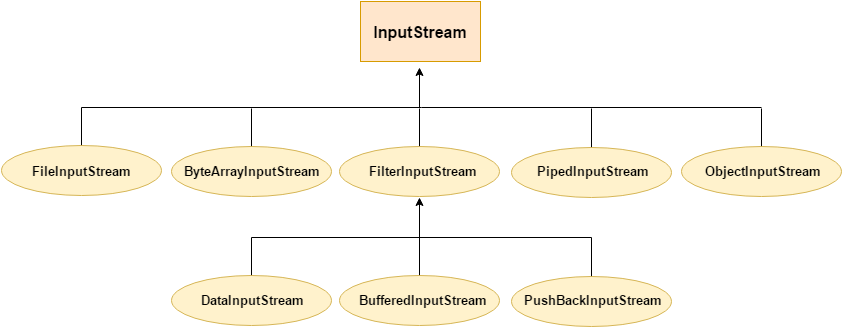 InputStream
FileInputStream
ByteArrayInputStream
FilterInputStream
PipedInputStream
ObjectInputStream
DataInputStream
BufferedInputStream
PushBackInputStream